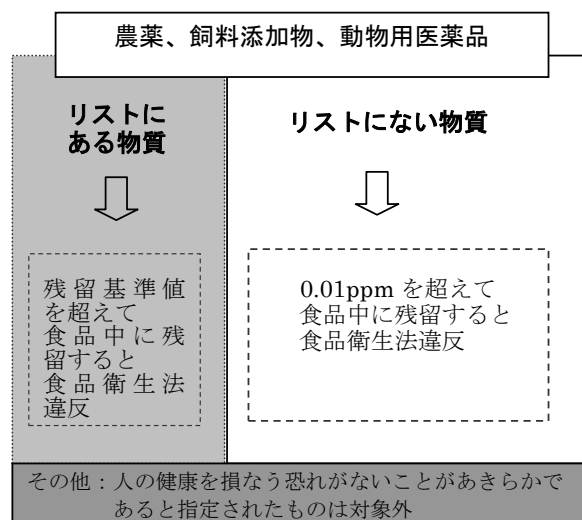 農薬、飼料添加物、動物用医薬品
リストに
ある物質
リストにない物質
残留基準値
を超えて
食品中に残
留すると
食品衛生法
違反
0.01ppm を超えて
食品中に残留すると
食品衛生法違反
その他：人の健康を損なう恐れがないことがあきらかで
であると指定されたものは対象外